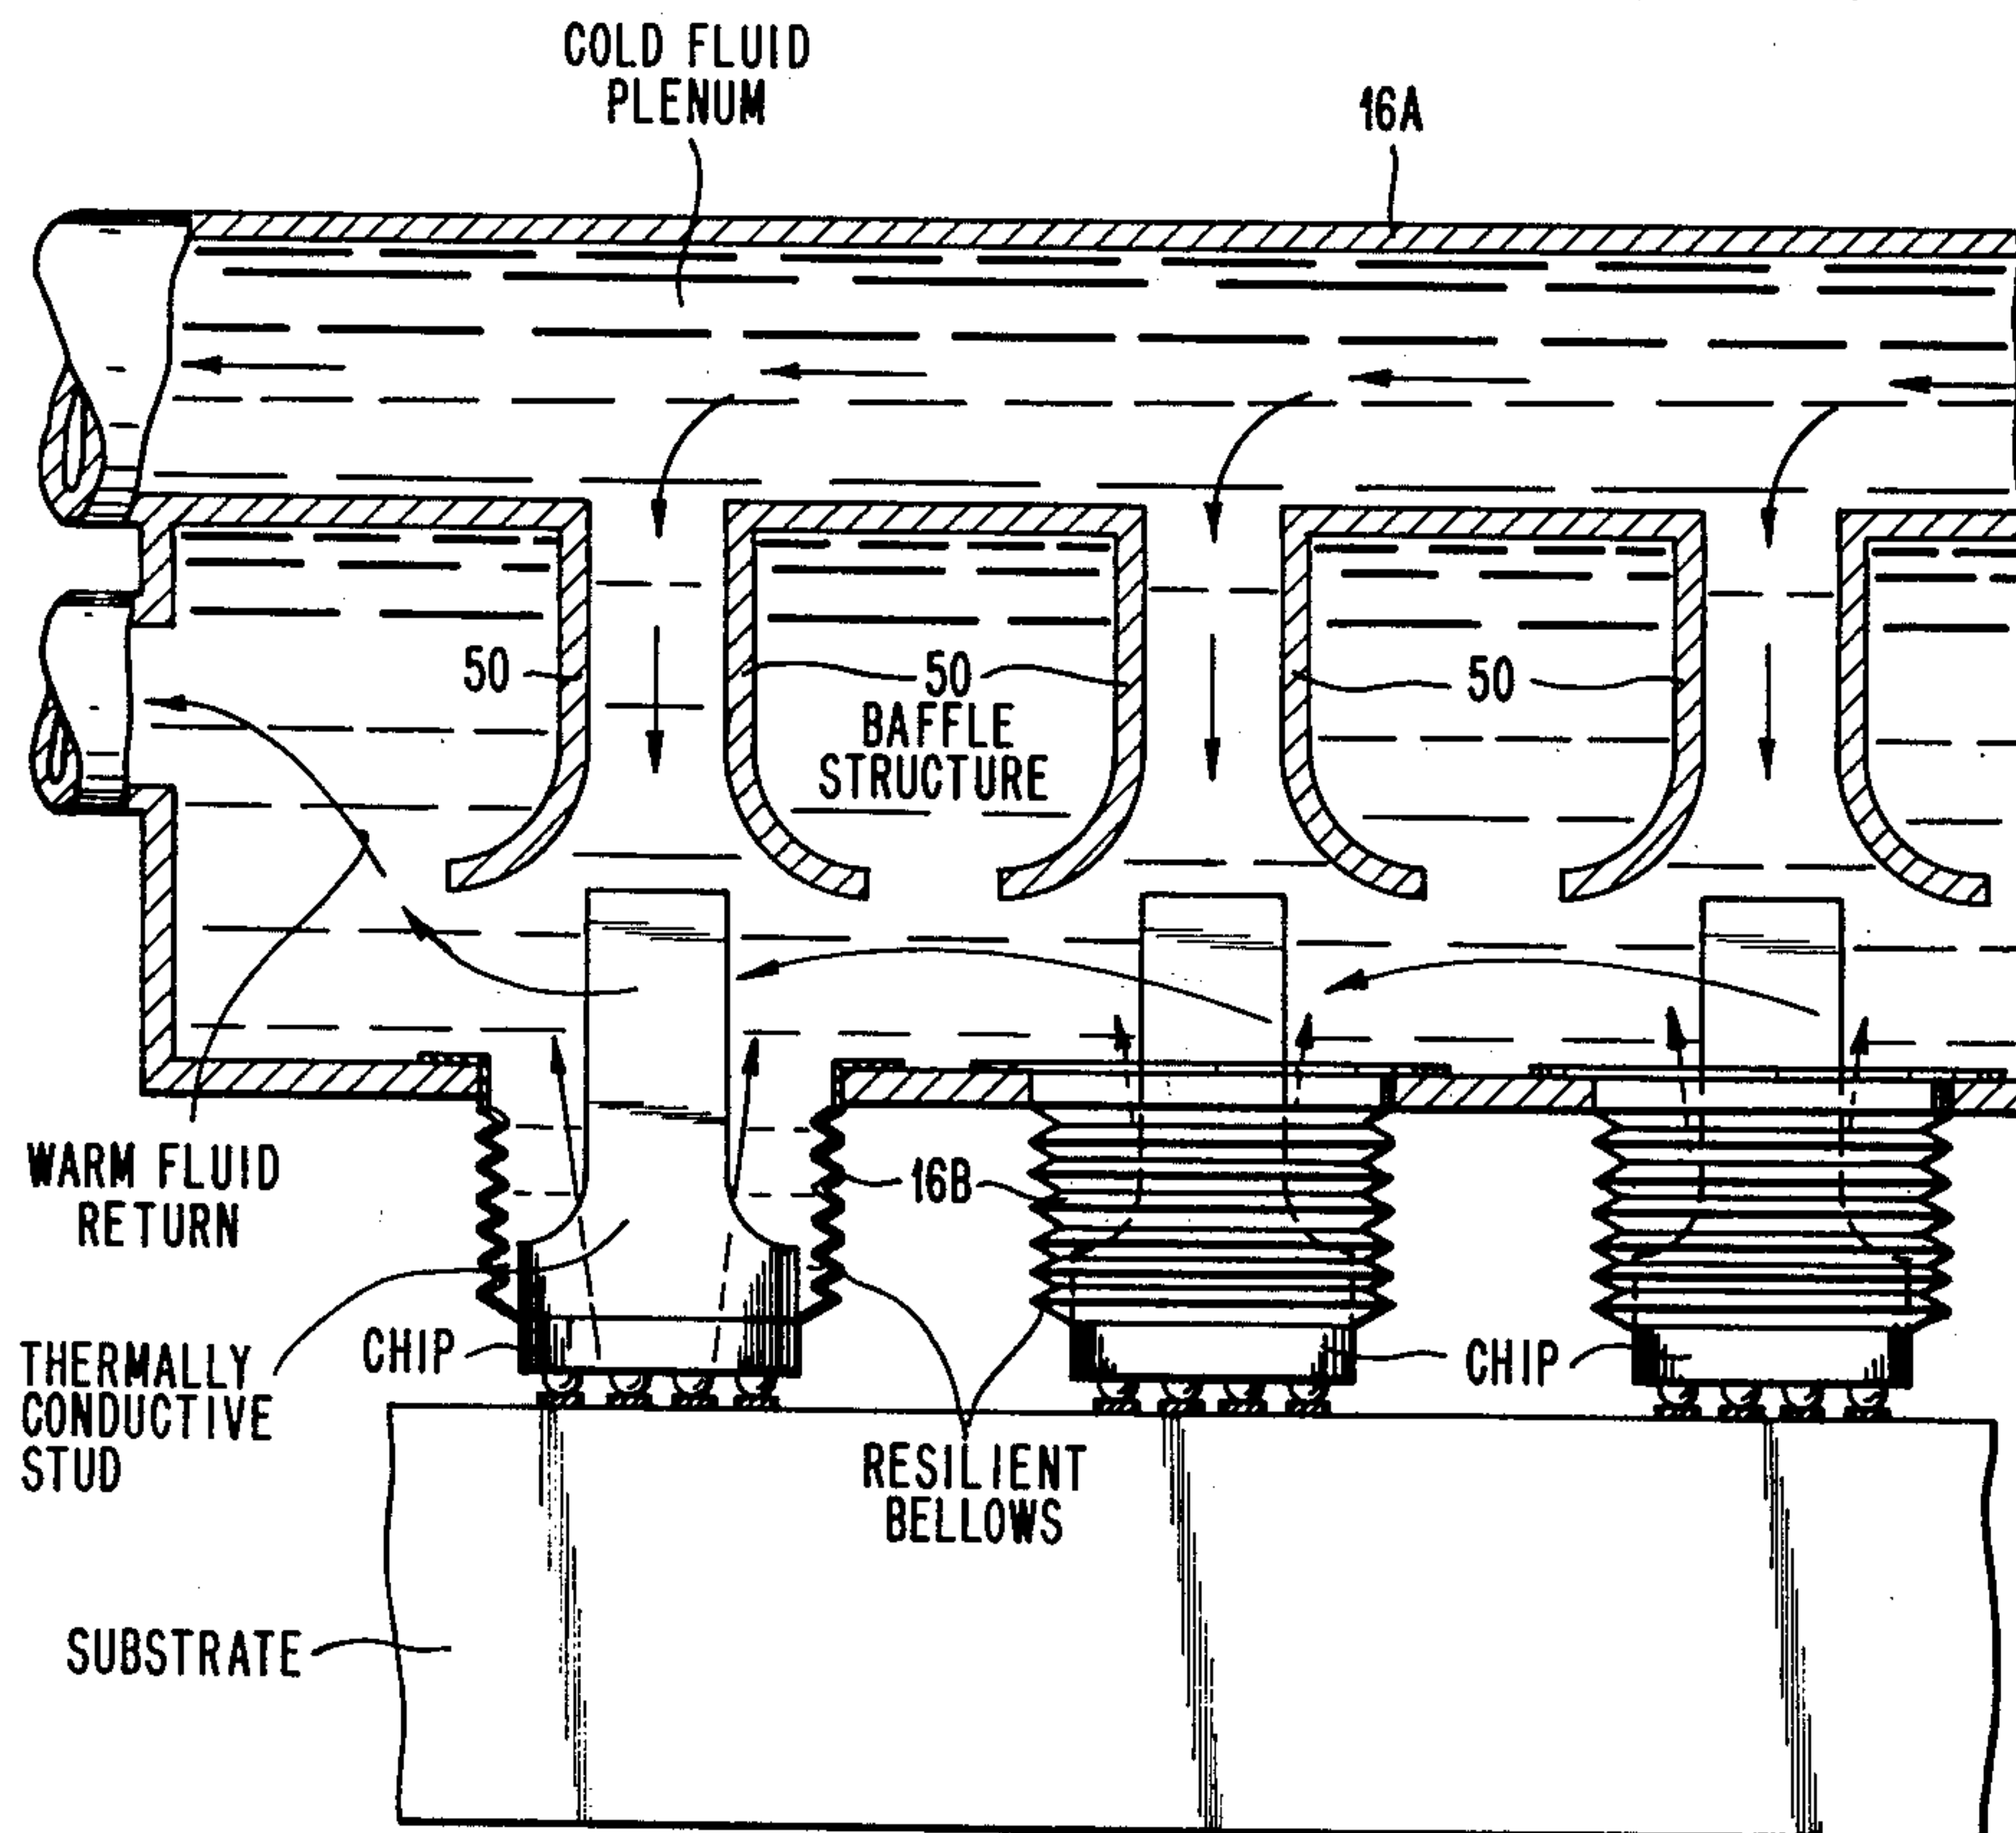 COLD FLUID
PLENUM
16A
50
50
50
BAFFLE
STRUCTURE
WARM FLUID
RETURN
16B
THERMALLY
CONDUCTIVE
STUD
CHIP
CHIP
RESILIENT
BELLOWS
SUBSTRATE